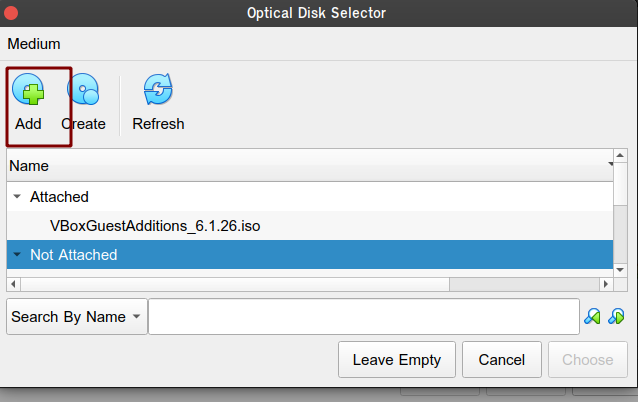 Optical Disk Selector
Medium
Add Create Refresh
Name
Attached
VBoxGuestAdditions_6.1.26.iso
Not Attached
Search By Name
Leave Empty Cancel Choose